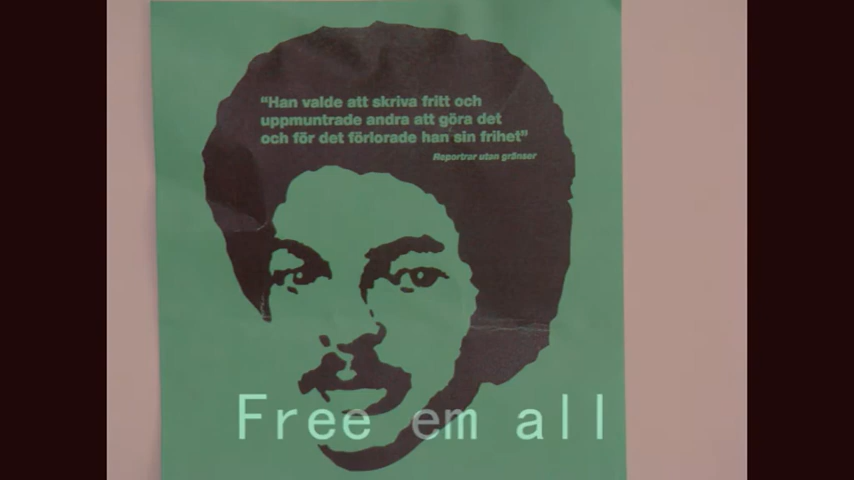 “Han valde att skriva fritt och
uppmuntrade andra att göra det
och för det förlorade han sin frihet”
Reportrar utan gränser
Free em all